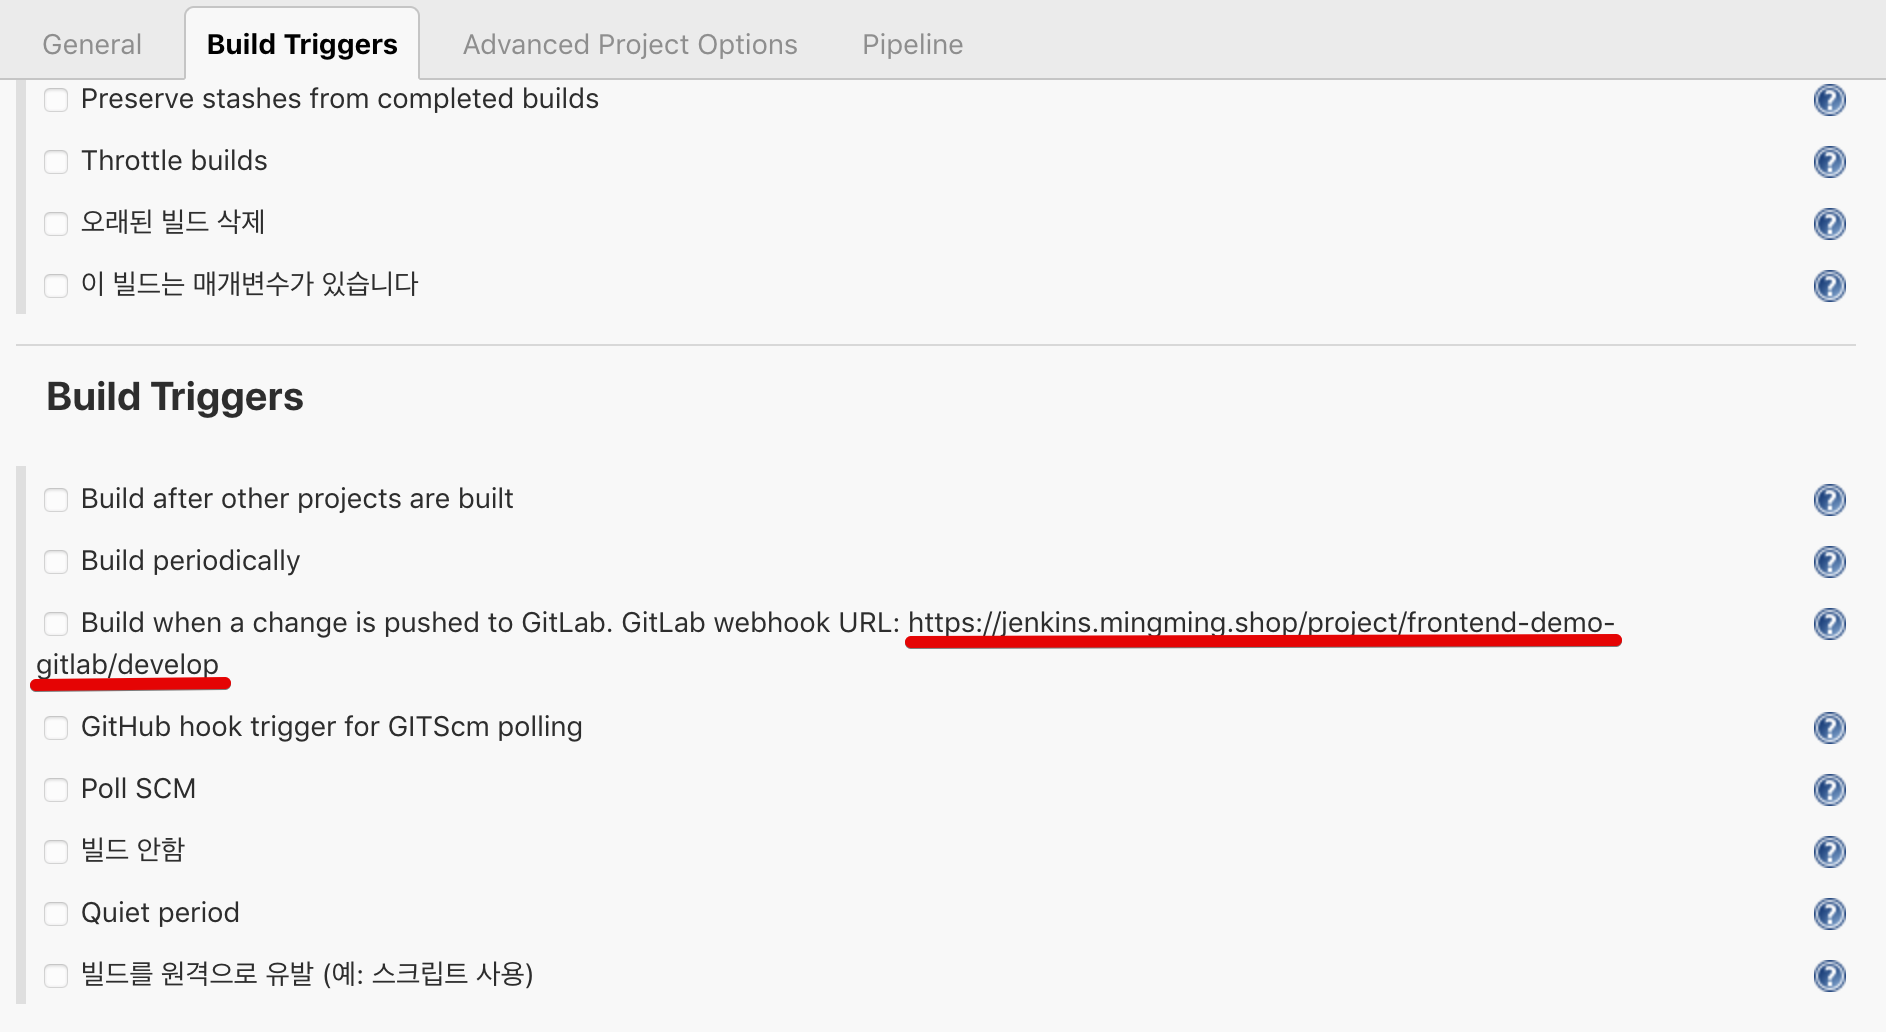 General Build Triggers Advanced Project Options Pipeline
Preserve stashes from completed builds
Throttle builds
오래된 빌드 삭제
이 빌드는 매개변수가 있습니다
Build Triggers
Build after other projects are built
Build periodically
Build when a change is pushed to GitLab. GitLab webhook URL: https://jenkins.mingming.shop/project/frontend-demo-
gitlab/develop
GitHub hook trigger for GITScm polling
Poll SCM
빌드 안함
Quiet period
빌드를 원격으로 유발 (예: 스크립트 사용)